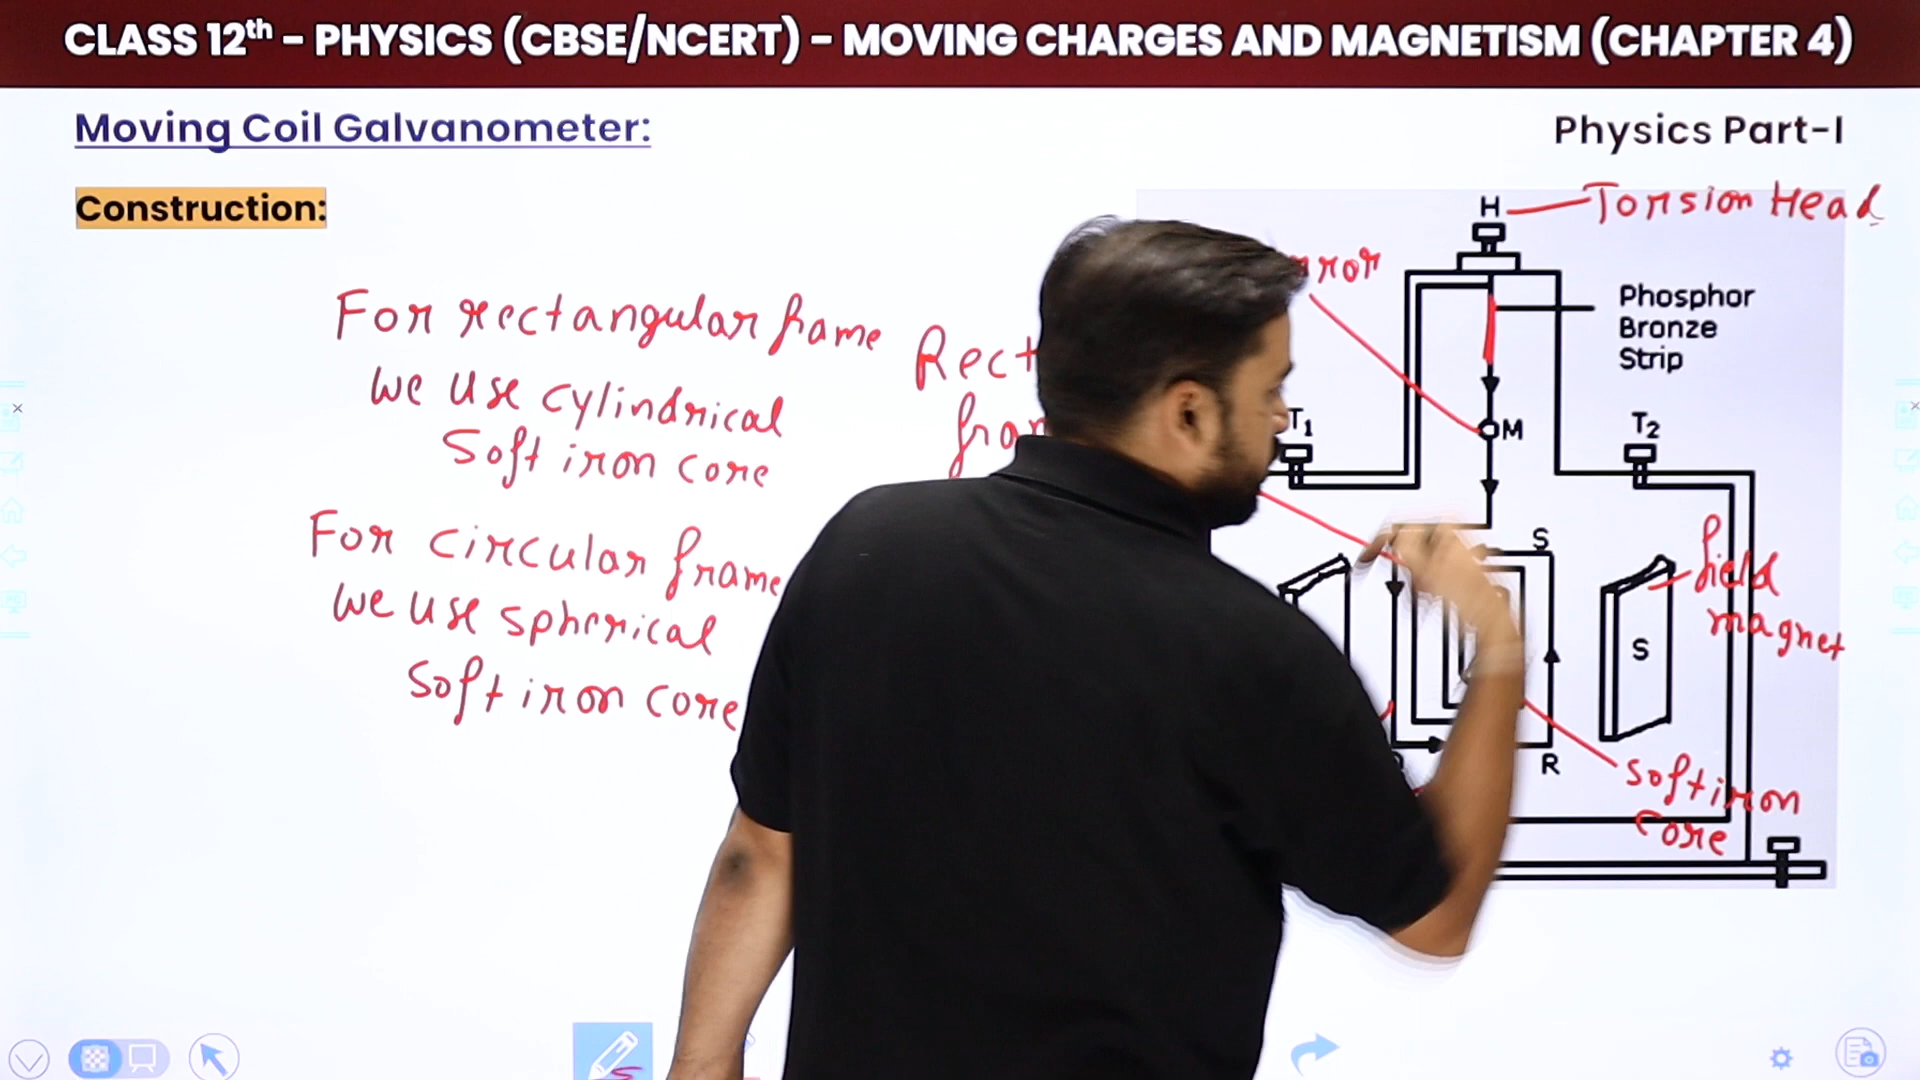 CLASS 12th - PHYSICS (CBSE/NCERT) - MOVING CHARGES AND MAGNETISM (CHAPTER 4)
Moving Coil Galvanometer:
Physics Part-I
Construction:
H
Torsion Head
Phosphor
Bronze
Strip
For rectangular frame
we use cylindrical
Soft iron core
For circular frame
we use spherical
Soft iron core
M
T1
T2
S
field
magnet
S
R
soft iron
core